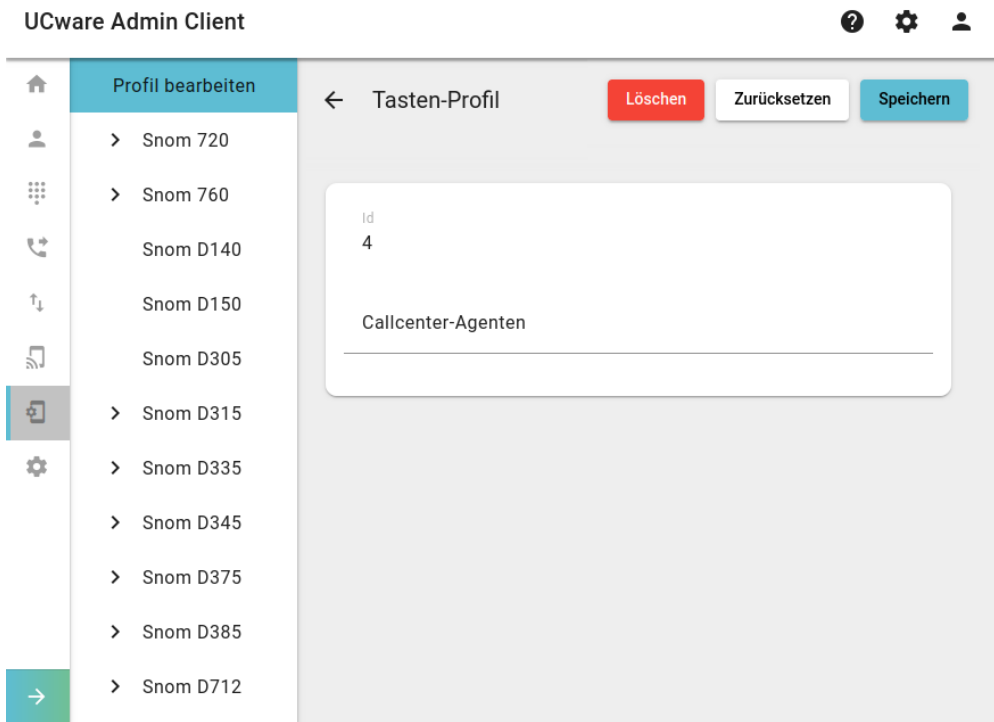 UCware Admin Client
Profil bearbeiten
Snom 720
Snom 760
Snom D140
Snom D150
Snom D305
Snom D315
Snom D335
Snom D345
Snom D375
Snom D385
Snom D712
Tasten-Profil
Löschen
Zurücksetzen
Speichern
Id
4
Callcenter-Agenten